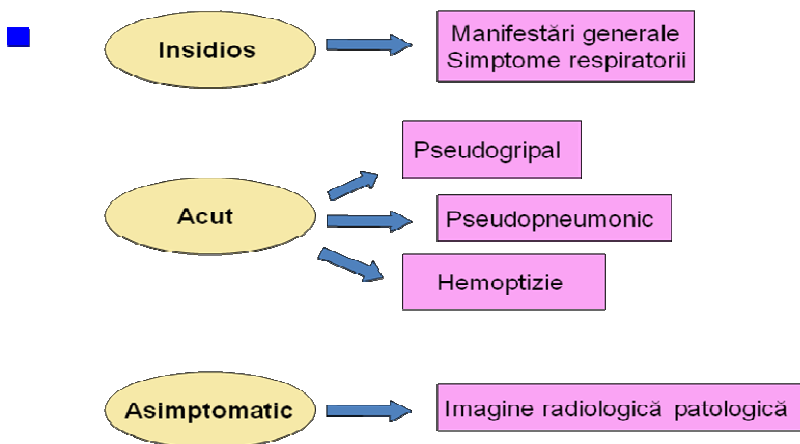 Insidios
Manifestări generale
Simptome respiratorii
Pseudogripal
Acut
Pseudopneumonic
Hemoptizie
Asimptomatic
Imagine radiologică patologică